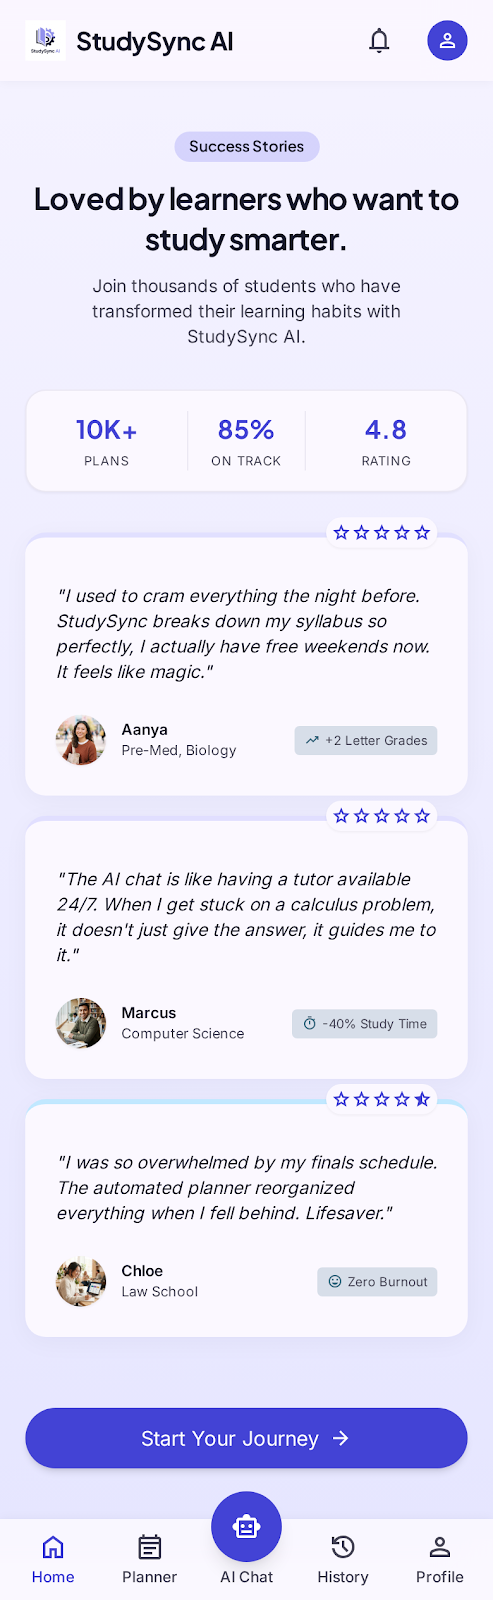 StudySync AI
StudySync AI
Success Stories
Loved by learners who want to
study smarter.
Join thousands of students who have
transformed their learning habits with
StudySync AI.
10K+
PLANS
85%
ON TRACK
4.8
RATING
"I used to cram everything the night before.
StudySync breaks down my syllabus so
perfectly, I actually have free weekends now.
It feels like magic."
Aanya
Pre-Med, Biology
+2 Letter Grades
"The AI chat is like having a tutor available
24/7. When I get stuck on a calculus problem,
it doesn't just give the answer, it guides me to
it."
Marcus
Computer Science
-40% Study Time
"I was so overwhelmed by my finals schedule.
The automated planner reorganized
everything when I fell behind. Lifesaver."
Chloe
Law School
Zero Burnout
Start Your Journey →
Home
Planner
AI Chat
History
Profile